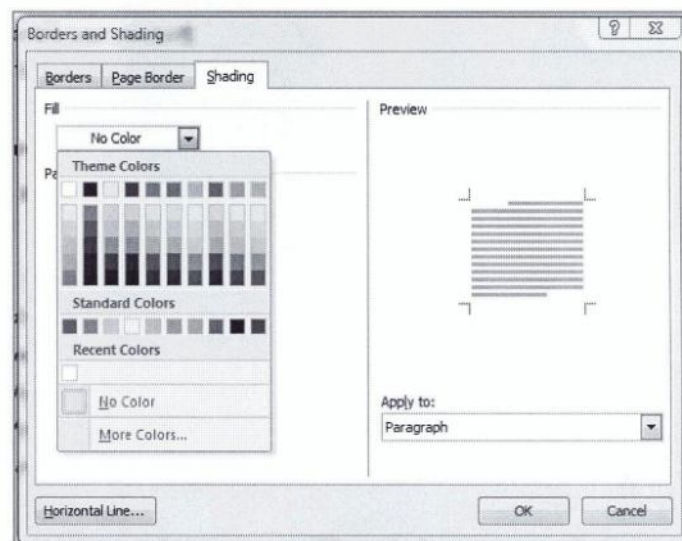 Borders and Shading
Borders
Page Border
Shading
Fill
No Color
Theme Colors
Standard Colors
Recent Colors
No Color
More Colors...
Preview
Apply to:
Paragraph
Horizontal Line...
OK
Cancel